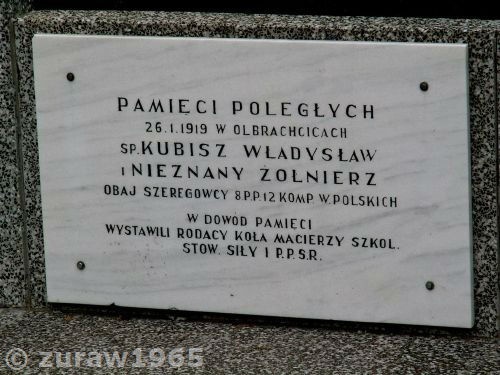 PAMIĘCI POLEGŁYCH
26.1.1919 W OLBRACHCICACH
SP. KUBISZ WŁADYSŁAW
I NIEZNANY ŻOŁNIERZ
OBAJ SZEREGOWCY 8 P.P. 12 KOMP. W. POLSKICH
W DOWÓD PAMIĘCI
WYSTAWILI RODACY KOŁA MACIERZY SZKOL.
STOW. SIŁY I P.P.S.R.
© zuraw1965